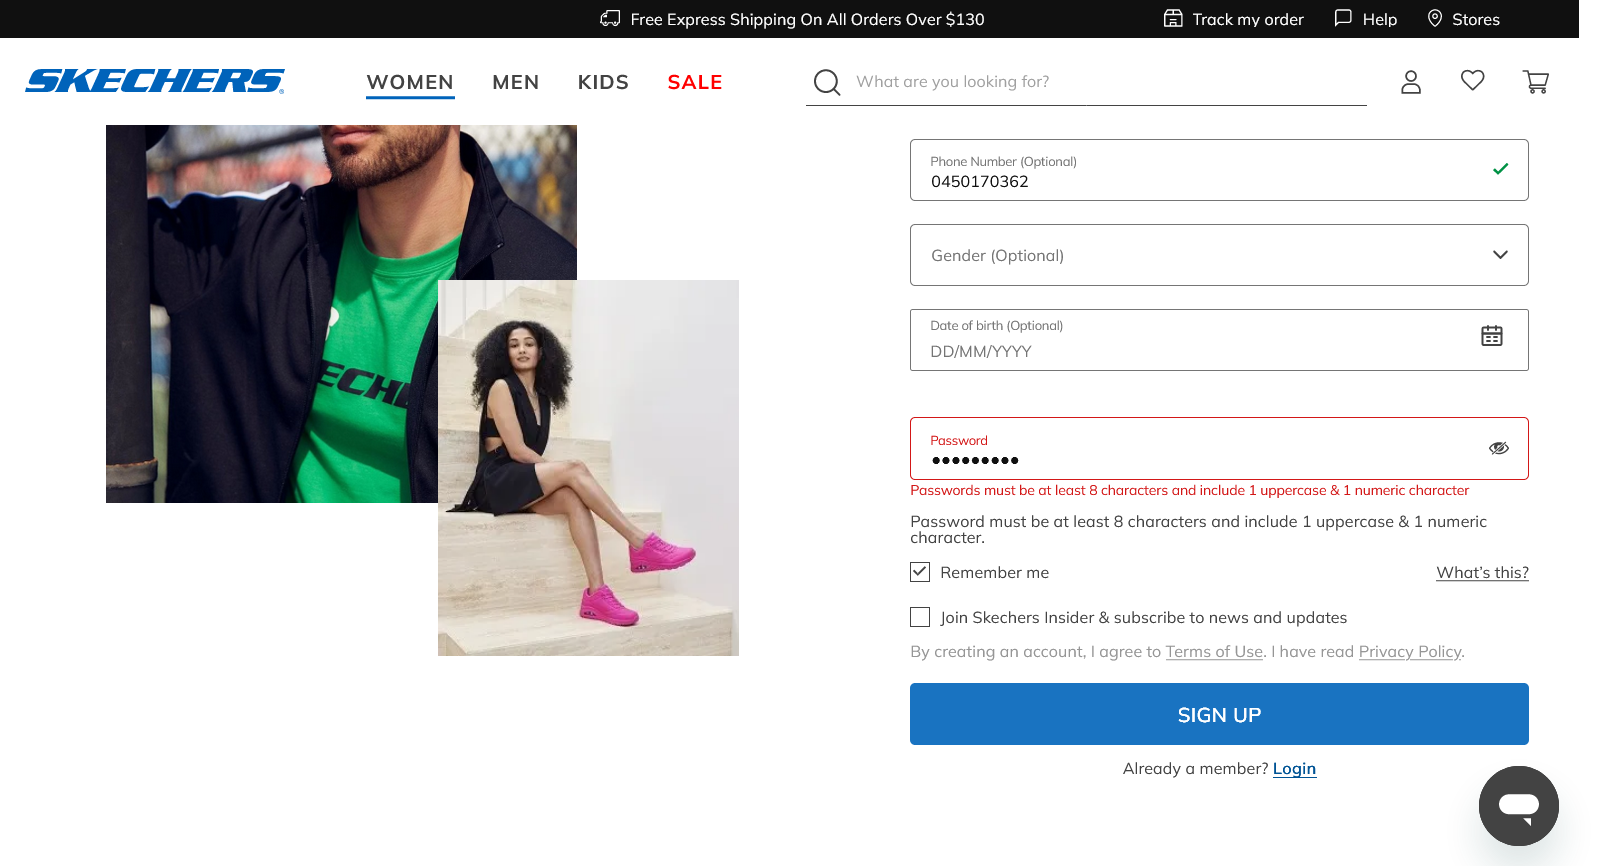 Free Express Shipping On All Orders Over $130
Track my order
Help
Stores
SKECHERS
WOMEN
MEN
KIDS
SALE
What are you looking for?
Phone Number (Optional)
0450170362
Gender (Optional)
Date of birth (Optional)
DD/MM/YYYY
Password
•••••••••
Passwords must be at least 8 characters and include 1 uppercase & 1 numeric character
Password must be at least 8 characters and include 1 uppercase & 1 numeric
character.
Remember me
What's this?
Join Skechers Insider & subscribe to news and updates
By creating an account, I agree to Terms of Use. I have read Privacy Policy.
SIGN UP
Already a member? Login